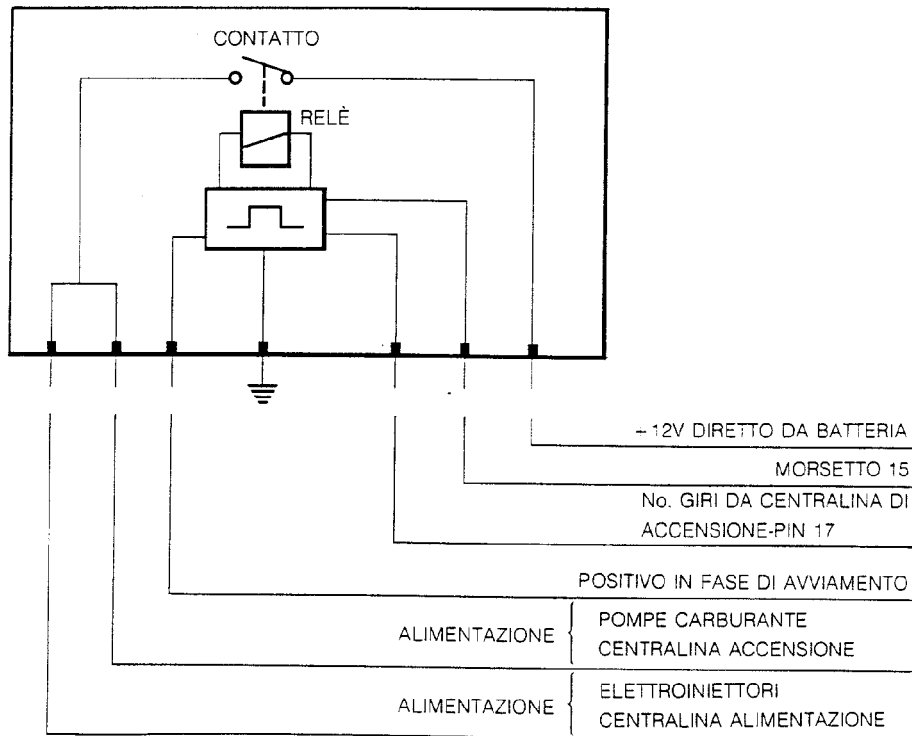 CONTATTO
RELÈ
+12V DIRETTO DA BATTERIA
MORSETTO 15
No. GIRI DA CENTRALINA DI
ACCENSIONE-PIN 17
POSITIVO IN FASE DI AVVIAMENTO
ALIMENTAZIONE
POMPE CARBURANTE
CENTRALINA ACCENSIONE
ALIMENTAZIONE
ELETTROINIETTORI
CENTRALINA ALIMENTAZIONE